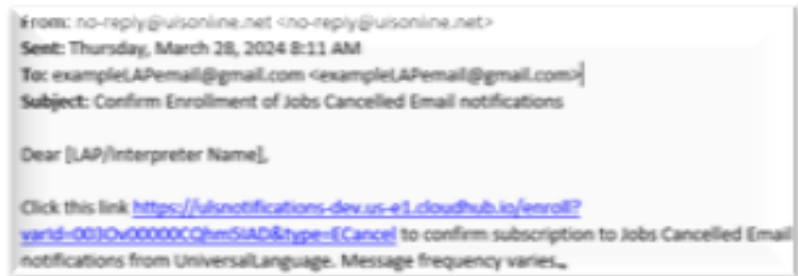 From: no-reply@uisonline.net <no-reply@uisonline.net>
Sent: Thursday, March 28, 2024 8:11 AM
To: exampleLAPemail@gmail.com <exampleLAPemail@gmail.com>
Subject: Confirm Enrollment of Jobs Cancelled Email notifications
Dear [LAP/Interpreter Name],
Click this link https://uisnotifications-dev.us-e1.cloudhub.io/enroll?
to confirm subscription to Jobs Cancelled Email
notifications from UniversalLanguage. Message frequency varies..